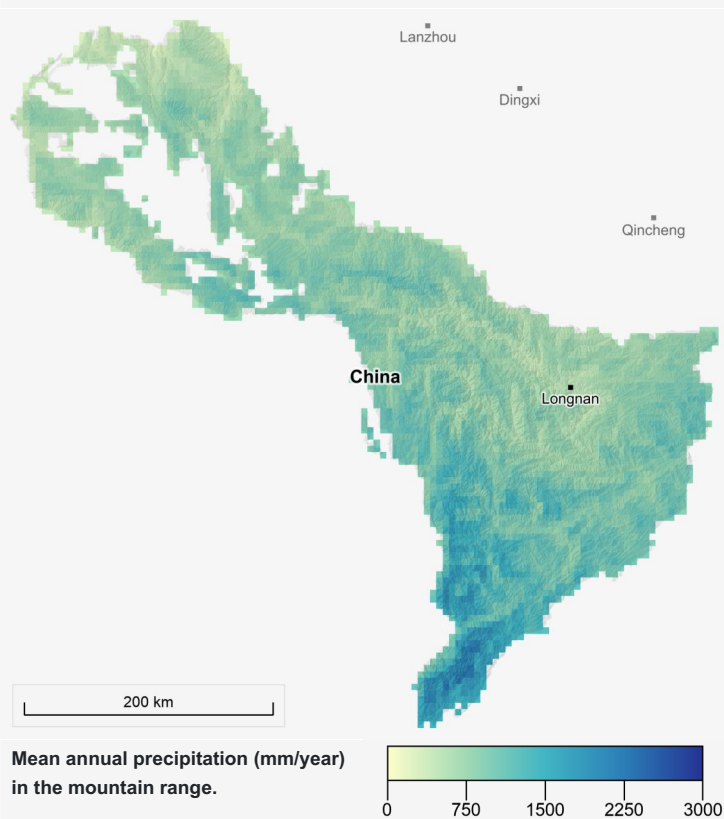 Lanzhou
Dingxi
Qincheng
China
Longnan
200 km
Mean annual precipitation (mm/year)
in the mountain range.
0 750 1500 2250 3000